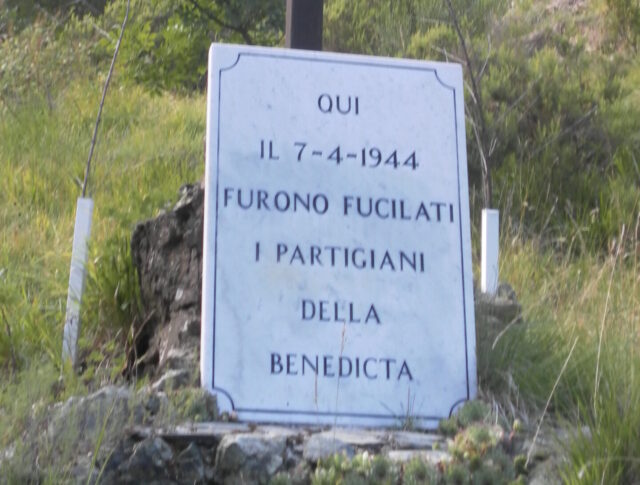 QUI
IL 7-4-1944
FURONO FUCILATI
I PARTIGIANI
DELLA
BENEDICTA